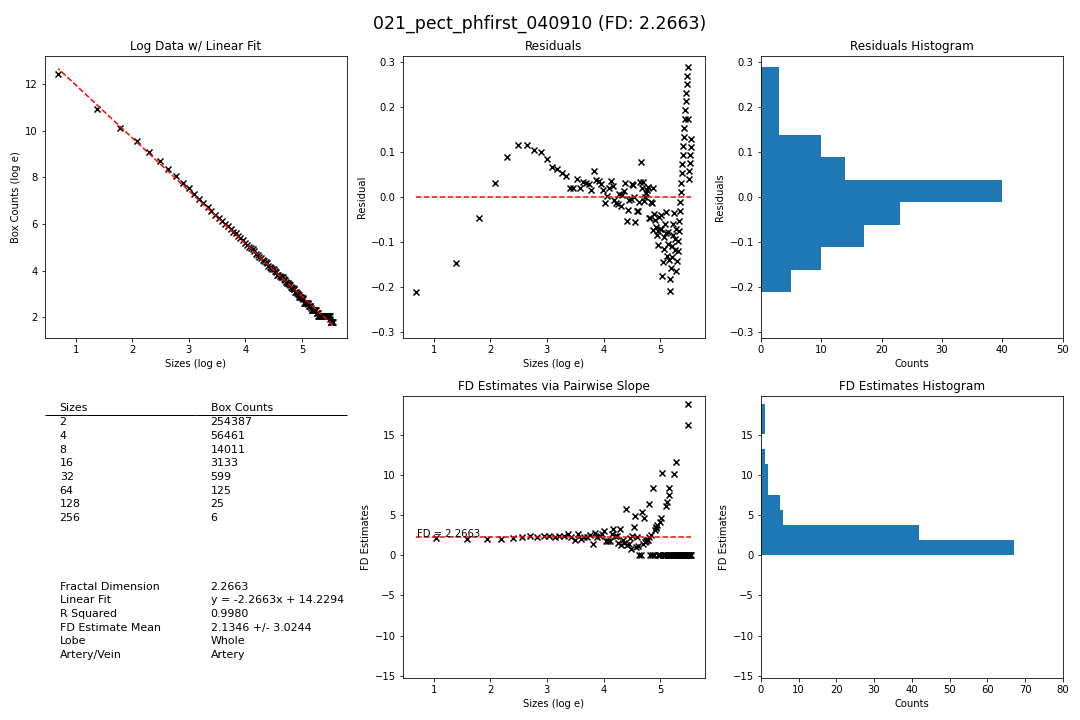 021_pect_phfirst_040910 (FD: 2.2663)
Log Data w/ Linear Fit
Box Counts (log e)
12
10
8
6
4
2
1 2 3 4 5
Sizes (log e)
Residuals
Residual
0.3
0.2
0.1
0.0
−0.1
−0.2
−0.3
1 2 3 4 5
Sizes (log e)
Residuals Histogram
Residuals
0.3
0.2
0.1
0.0
−0.1
−0.2
−0.3
0 10 20 30 40 50
Counts
Sizes Box Counts
2 254387
4 56461
8 14011
16 3133
32 599
64 125
128 25
256 6
Fractal Dimension 2.2663
Linear Fit y = -2.2663x + 14.2294
R Squared 0.9980
FD Estimate Mean 2.1346 +/- 3.0244
Lobe Whole
Artery/Vein Artery
FD Estimates via Pairwise Slope
FD Estimates
15
10
5
0
−5
−10
−15
FD = 2.2663
1 2 3 4 5
Sizes (log e)
FD Estimates Histogram
FD Estimates
15
10
5
0
−5
−10
−15
0 10 20 30 40 50 60 70 80
Counts